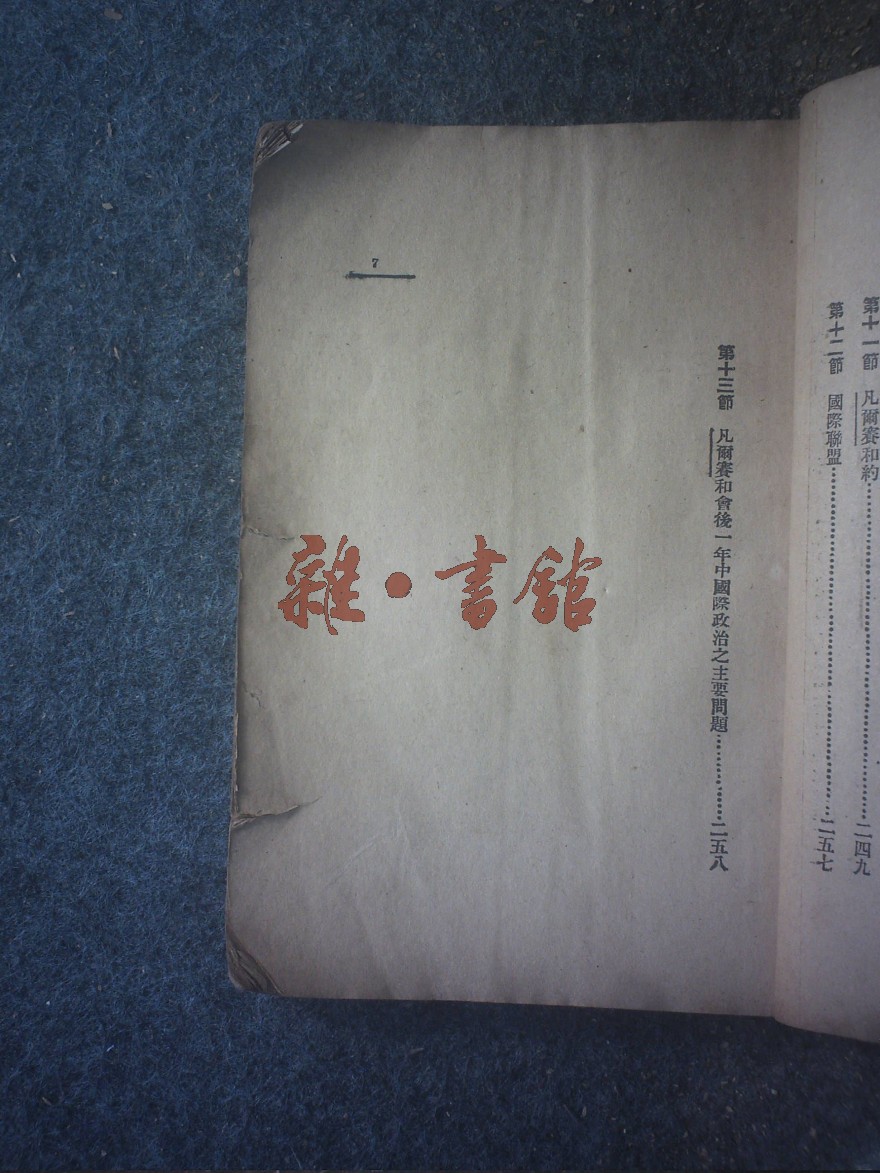 第十一節 凡爾賽和約……………………二四九
第十二節 國際聯盟……………………二五七
第十三節 凡爾賽和會後一年中國際政治之主要問題…………二五八
7
雜·書館